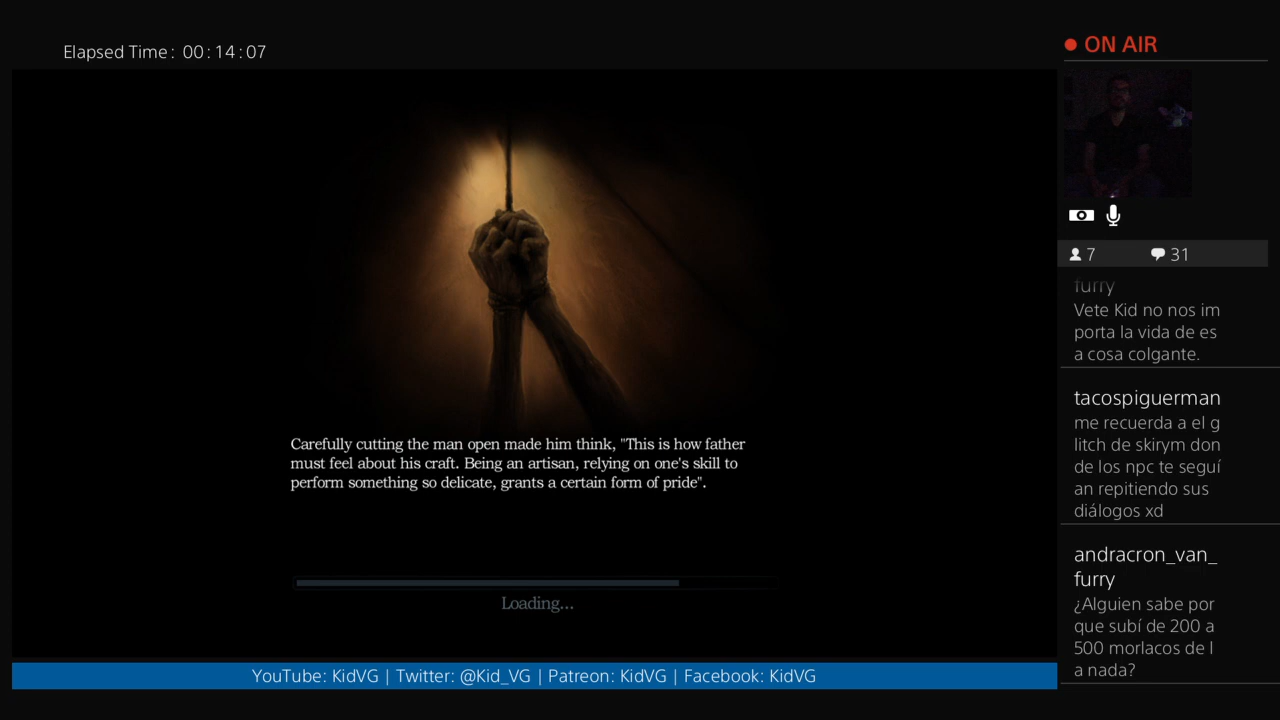 Elapsed Time: 00:14:07
ON AIR
7
31
furry
Vete Kid no nos im
porta la vida de es
a cosa colgante.
tacospiguerman
me recuerda a el g
litch de skirym don
de los npc te seguí
an repitiendo sus
diálogos xd
andracron_van_
furry
¿Alguien sabe por
que subí de 200 a
500 morlacos de l
a nada?
Carefully cutting the man open made him think, "This is how father
must feel about his craft. Being an artisan, relying on one's skill to
perform something so delicate, grants a certain form of pride".
Loading...
YouTube: KidVG | Twitter: @Kid_VG | Patreon: KidVG | Facebook: KidVG